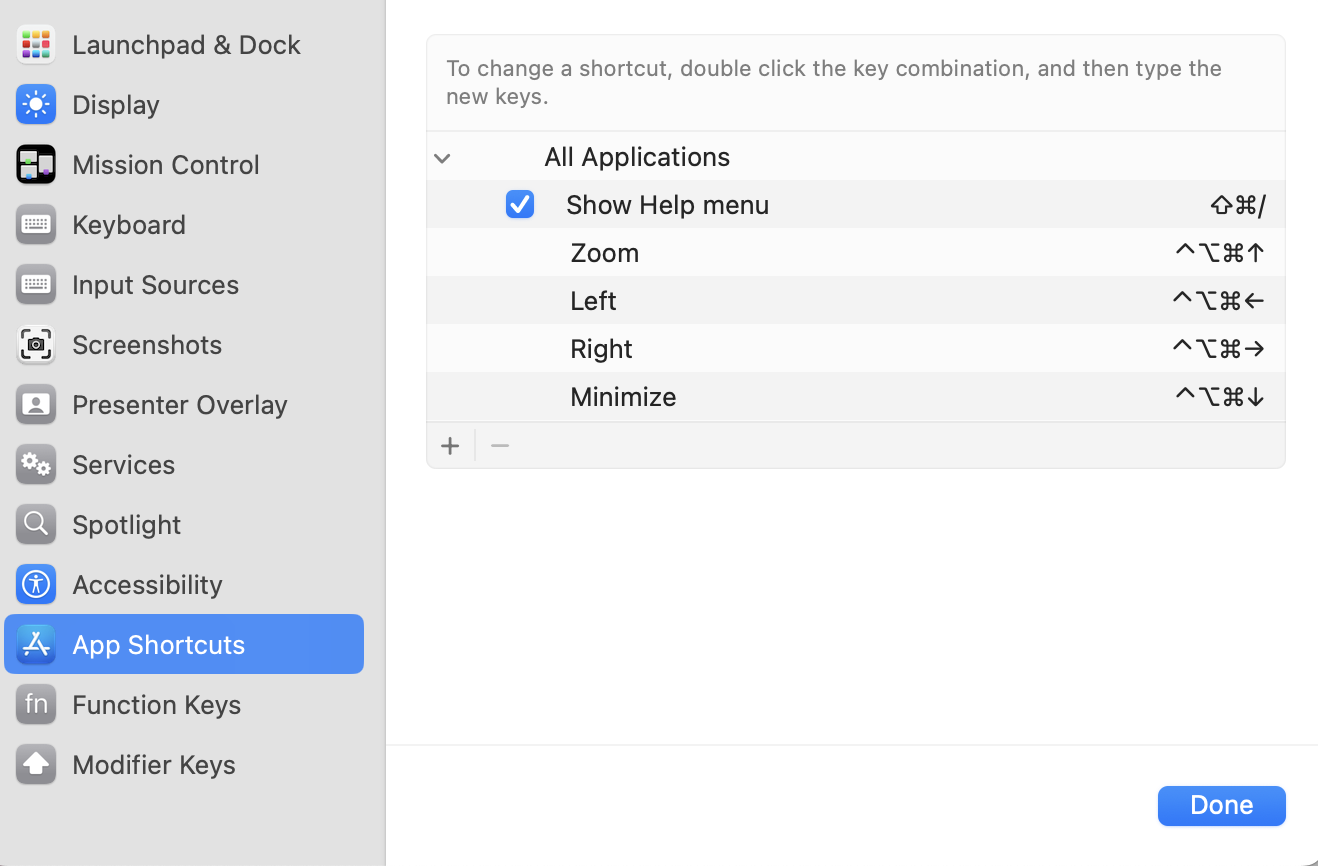 Launchpad & Dock
Display
Mission Control
Keyboard
Input Sources
Screenshots
Presenter Overlay
Services
Spotlight
Accessibility
App Shortcuts
fn Function Keys
Modifier Keys
To change a shortcut, double click the key combination, and then type the
new keys.
All Applications
Show Help menu ⇧⌘/
Zoom ^⌥⌘↑
Left ^⌥⌘←
Right ^⌥⌘→
Minimize ^⌥⌘↓
Done